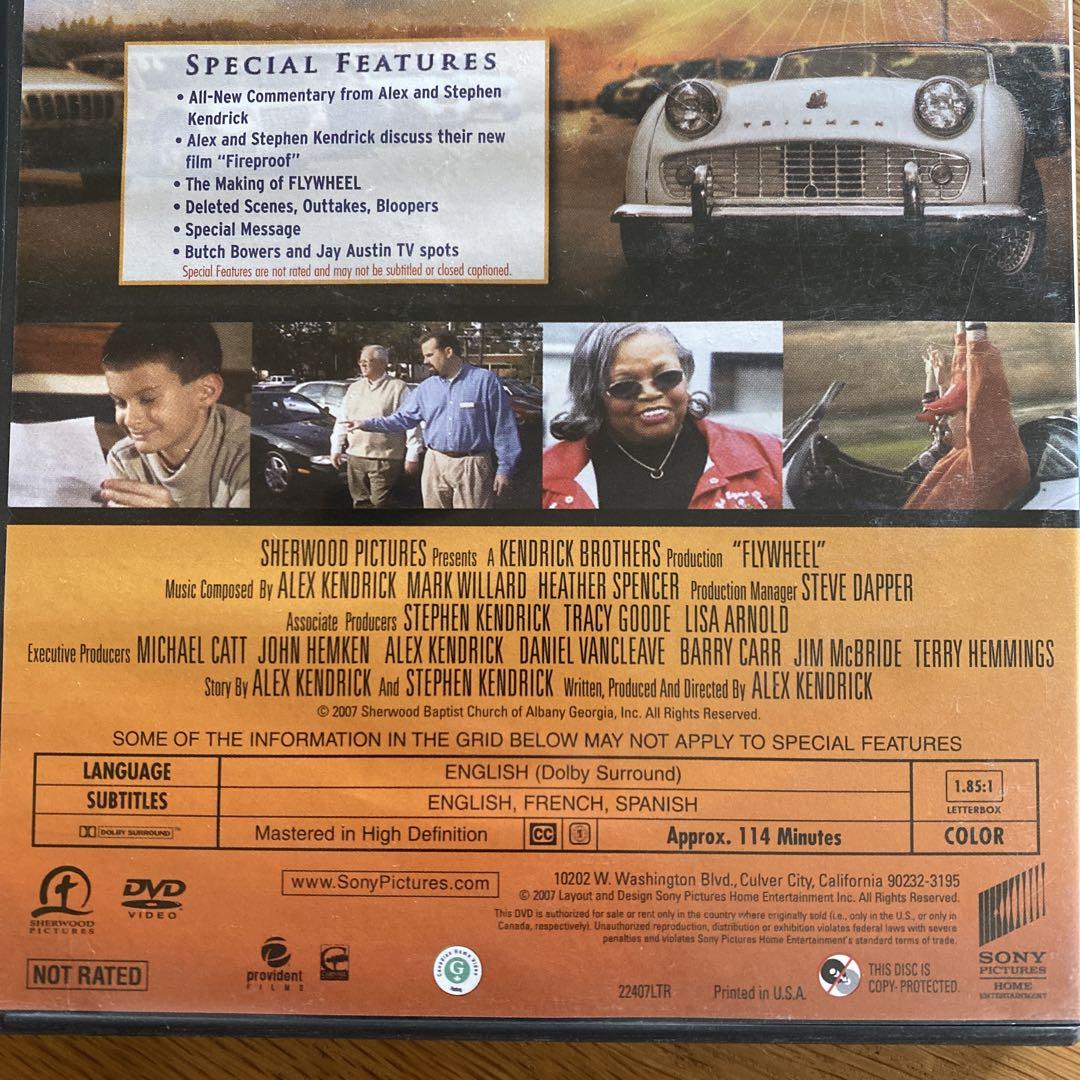 SPECIAL FEATURES
• All-New Commentary from Alex and Stephen
Kendrick
• Alex and Stephen Kendrick discuss their new
film "Fireproof"
• The Making of FLYWHEEL
• Deleted Scenes, Outtakes, Bloopers
• Special Message
• Butch Bowers and Jay Austin TV spots
Special Features are not rated and may not be subtitled or closed captioned.
TRIUMPH
SHERWOOD PICTURES Presents A KENDRICK BROTHERS Production "FLYWHEEL"
Music Composed By ALEX KENDRICK MARK WILLARD HEATHER SPENCER Production Manager STEVE DAPPER
Associate Producers STEPHEN KENDRICK TRACY GOODE LISA ARNOLD
Executive Producers MICHAEL CATT JOHN HEMKEN ALEX KENDRICK DANIEL VANCLEAVE BARRY CARR JIM McBRIDE TERRY HEMMINGS
Story By ALEX KENDRICK And STEPHEN KENDRICK Written, Produced And Directed By ALEX KENDRICK
© 2007 Sherwood Baptist Church of Albany Georgia, Inc. All Rights Reserved.
SOME OF THE INFORMATION IN THE GRID BELOW MAY NOT APPLY TO SPECIAL FEATURES
LANGUAGE ENGLISH (Dolby Surround)
SUBTITLES ENGLISH, FRENCH, SPANISH
1.85:1
LETTERBOX
DOLBY SURROUND™ Mastered in High Definition CC 1 Approx. 114 Minutes COLOR
SHERWOOD
PICTURES
DVD
VIDEO
www.SonyPictures.com
10202 W. Washington Blvd., Culver City, California 90232-3195
© 2007 Layout and Design Sony Pictures Home Entertainment Inc. All Rights Reserved.
This DVD is authorized for sale or rent only in the country where originally sold (i.e., only in the U.S., or only in
Canada, respectively). Unauthorized reproduction, distribution or exhibition violates federal laws with severe
penalties and violates Sony Pictures Home Entertainment's standard terms of trade.
SONY
PICTURES
HOME
ENTERTAINMENT
NOT RATED
provident
FILMS
Canadian Home Video
G
Rating
22407LTR
Printed in U.S.A.
THIS DISC IS
COPY-PROTECTED.